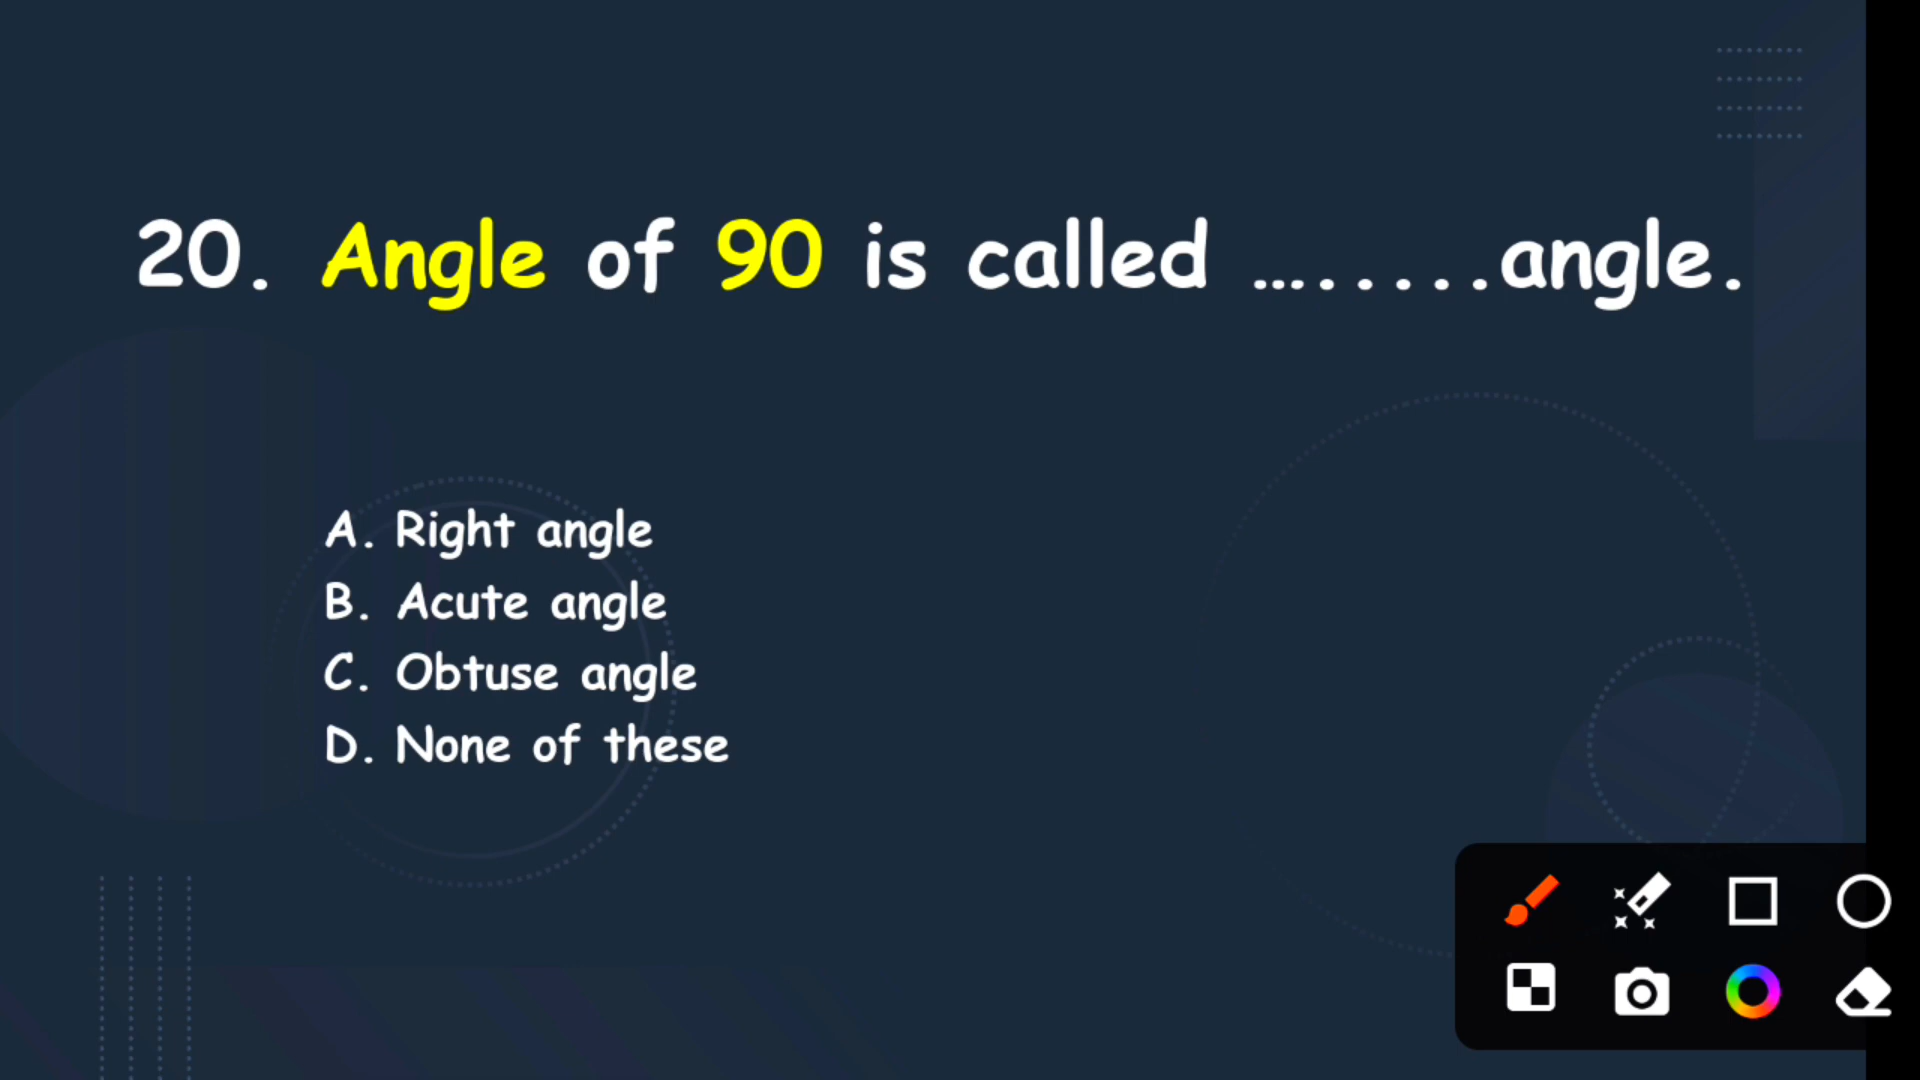 20. Angle of 90 is called ...…..angle.
A. Right angle
B. Acute angle
C. Obtuse angle
D. None of these